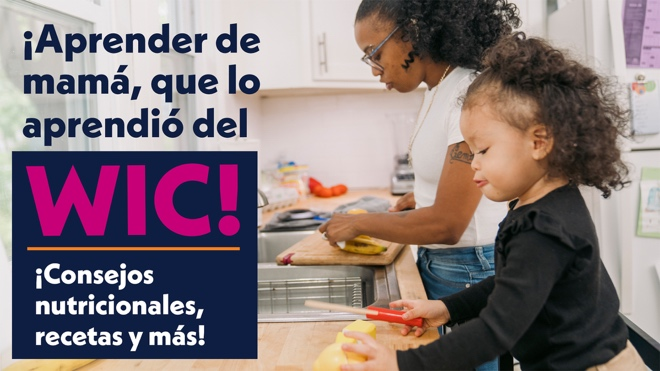 ¡Aprender de
mamá, que lo
aprendió del
WIC!
¡Consejos
nutricionales,
recetas y más!